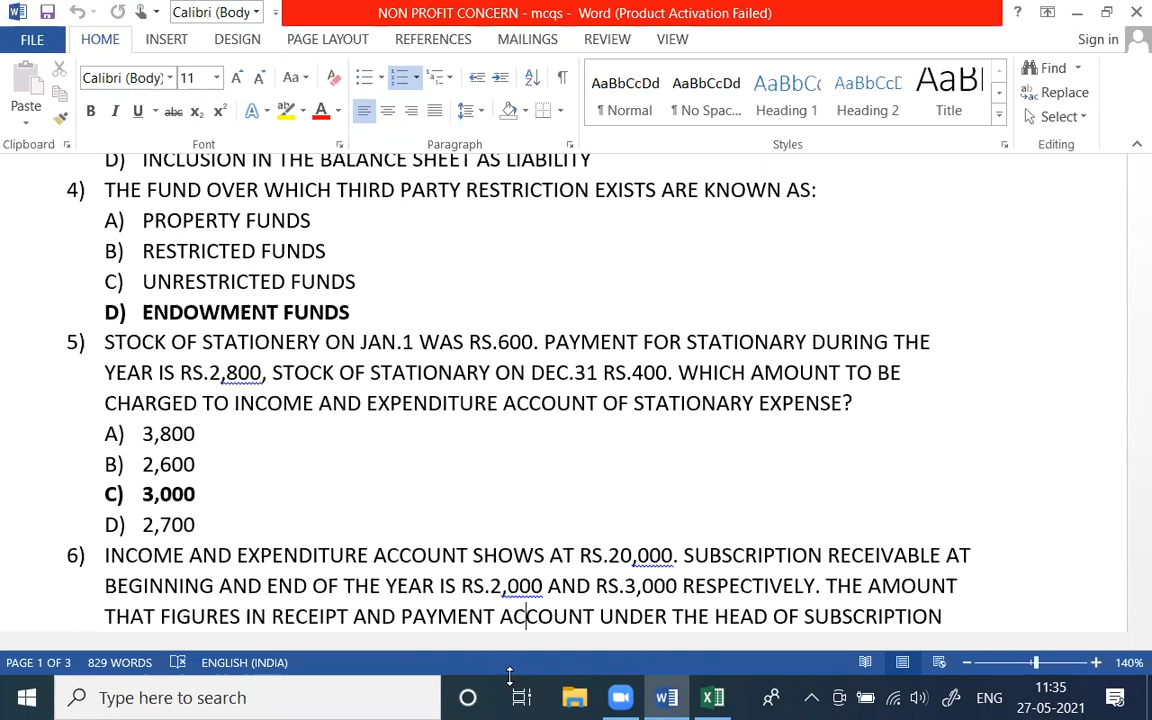 Calibri (Body
NON PROFIT CONCERN - mcqs - Word (Product Activation Failed)
?
FILE HOME INSERT DESIGN PAGE LAYOUT REFERENCES MAILINGS REVIEW VIEW Sign in
Calibri (Body) 11 A A Aa A
AaBbCcDd AaBbCcDd AaBbCc AaBbCcD AaBl
Find
Paste
Replace
B I U abc x₂ x² A A
¶ Normal ¶ No Spac... Heading 1 Heading 2 Title
Select
Clipboard Font Paragraph Styles Editing
D) INCLUSION IN THE BALANCE SHEET AS LIABILITY
4) THE FUND OVER WHICH THIRD PARTY RESTRICTION EXISTS ARE KNOWN AS:
A) PROPERTY FUNDS
B) RESTRICTED FUNDS
C) UNRESTRICTED FUNDS
D) ENDOWMENT FUNDS
5) STOCK OF STATIONERY ON JAN.1 WAS RS.600. PAYMENT FOR STATIONARY DURING THE
YEAR IS RS.2,800, STOCK OF STATIONARY ON DEC.31 RS.400. WHICH AMOUNT TO BE
CHARGED TO INCOME AND EXPENDITURE ACCOUNT OF STATIONARY EXPENSE?
A) 3,800
B) 2,600
C) 3,000
D) 2,700
6) INCOME AND EXPENDITURE ACCOUNT SHOWS AT RS.20,000. SUBSCRIPTION RECEIVABLE AT
BEGINNING AND END OF THE YEAR IS RS.2,000 AND RS.3,000 RESPECTIVELY. THE AMOUNT
THAT FIGURES IN RECEIPT AND PAYMENT ACCOUNT UNDER THE HEAD OF SUBSCRIPTION
PAGE 1 OF 3 829 WORDS ENGLISH (INDIA) 140%
Type here to search
ENG
11:35
27-05-2021